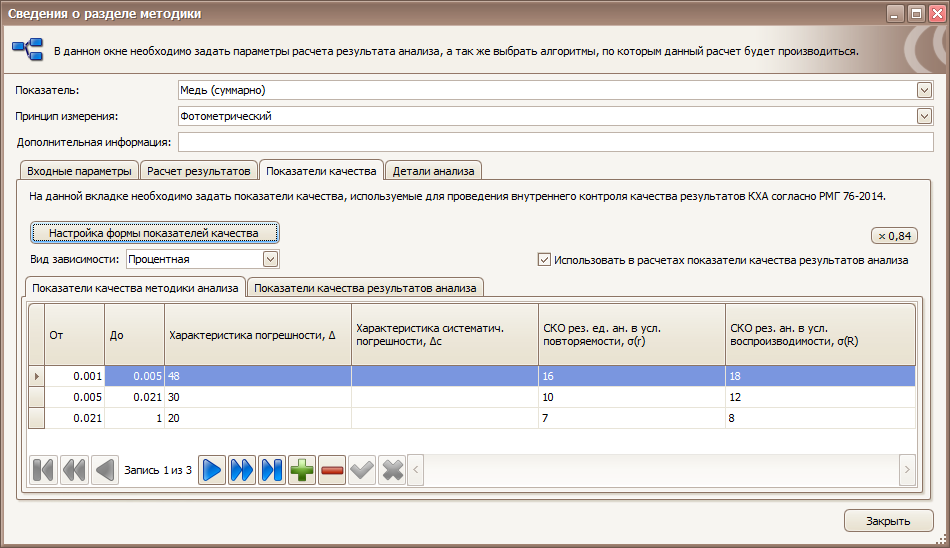 Сведения о разделе методики
В данном окне необходимо задать параметры расчета результата анализа, а так же выбрать алгоритмы, по которым данный расчет будет производиться.
Показатель: Медь (суммарно)
Принцип измерения: Фотометрический
Дополнительная информация:
Входные параметры Расчет результатов Показатели качества Детали анализа
На данной вкладке необходимо задать показатели качества, используемые для проведения внутреннего контроля качества результатов КХА согласно РМГ 76-2014.
Настройка формы показателей качества × 0,84
Вид зависимости: Процентная Использовать в расчетах показатели качества результатов анализа
Показатели качества методики анализа Показатели качества результатов анализа
От До Характеристика погрешности, Δ Характеристика систематич. погрешности, Δс СКО рез. ед. ан. в усл. повторяемости, σ(r) СКО рез. ан. в усл. воспроизводимости, σ(R)
0.001 0.005 48 16 18
0.005 0.021 30 10 12
0.021 1 20 7 8
Запись 1 из 3
Закрыть